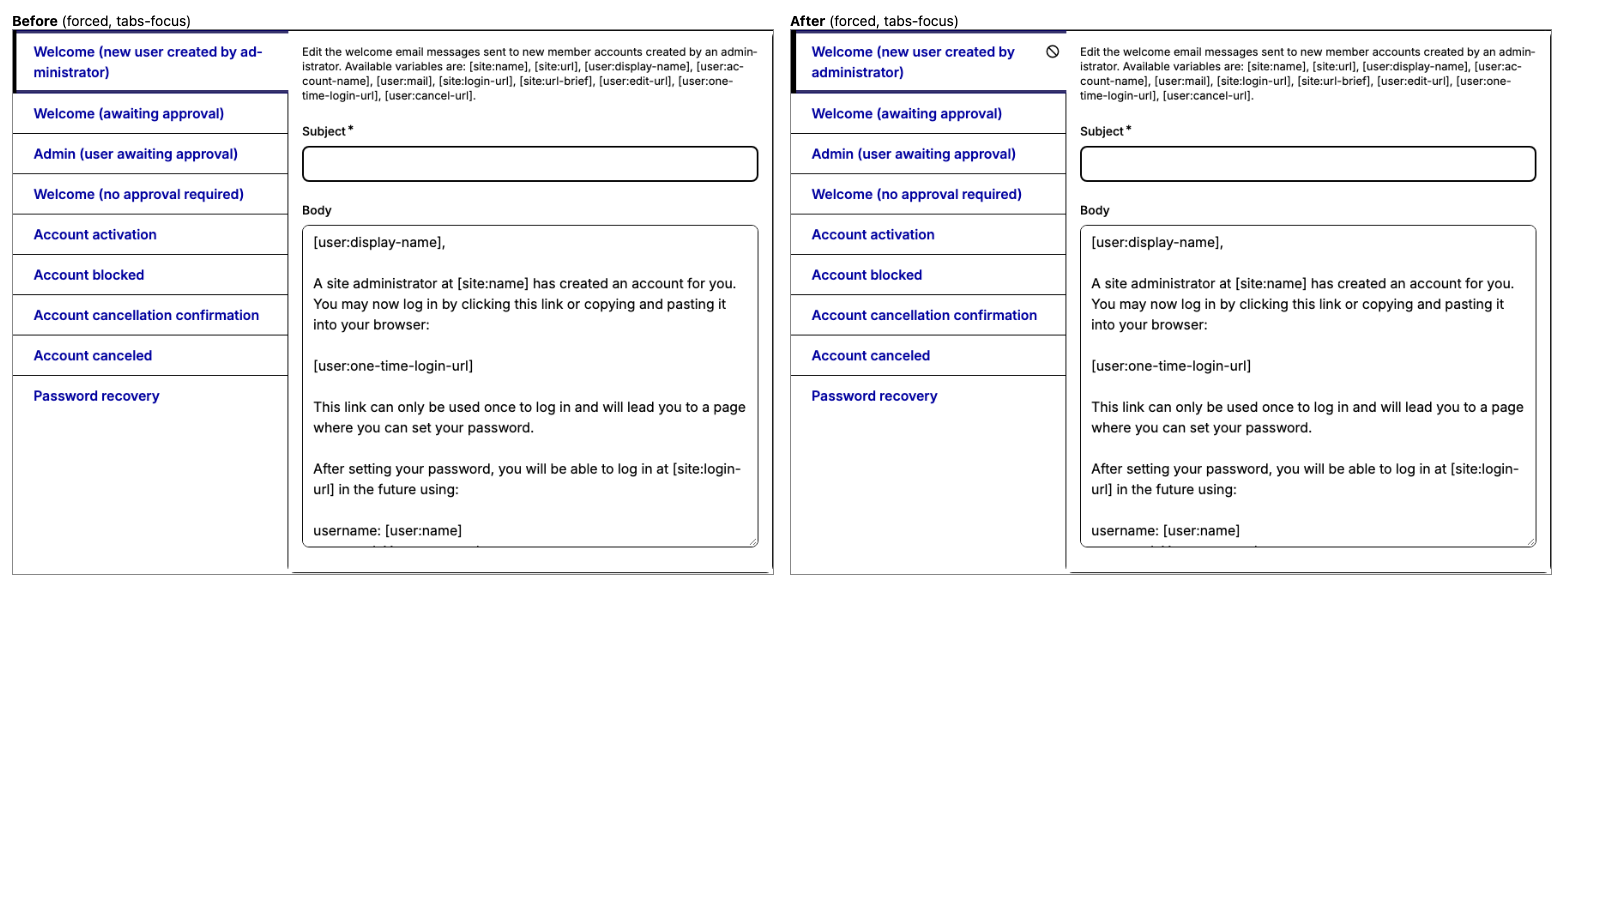 Before (forced, tabs-focus)
Welcome (new user created by ad-
ministrator)
Welcome (awaiting approval)
Admin (user awaiting approval)
Welcome (no approval required)
Account activation
Account blocked
Account cancellation confirmation
Account canceled
Password recovery
Edit the welcome email messages sent to new member accounts created by an admin-
istrator. Available variables are: [site:name], [site:url], [user:display-name], [user:ac-
count-name], [user:mail], [site:login-url], [site:url-brief], [user:edit-url], [user:one-
time-login-url], [user:cancel-url].
Subject*
Body
[user:display-name],
A site administrator at [site:name] has created an account for you.
You may now log in by clicking this link or copying and pasting it
into your browser:
[user:one-time-login-url]
This link can only be used once to log in and will lead you to a page
where you can set your password.
After setting your password, you will be able to log in at [site:login-
url] in the future using:
username: [user:name]
After (forced, tabs-focus)
Welcome (new user created by
administrator)
Welcome (awaiting approval)
Admin (user awaiting approval)
Welcome (no approval required)
Account activation
Account blocked
Account cancellation confirmation
Account canceled
Password recovery
Edit the welcome email messages sent to new member accounts created by an admin-
istrator. Available variables are: [site:name], [site:url], [user:display-name], [user:ac-
count-name], [user:mail], [site:login-url], [site:url-brief], [user:edit-url], [user:one-
time-login-url], [user:cancel-url].
Subject*
Body
[user:display-name],
A site administrator at [site:name] has created an account for you.
You may now log in by clicking this link or copying and pasting it
into your browser:
[user:one-time-login-url]
This link can only be used once to log in and will lead you to a page
where you can set your password.
After setting your password, you will be able to log in at [site:login-
url] in the future using:
username: [user:name]